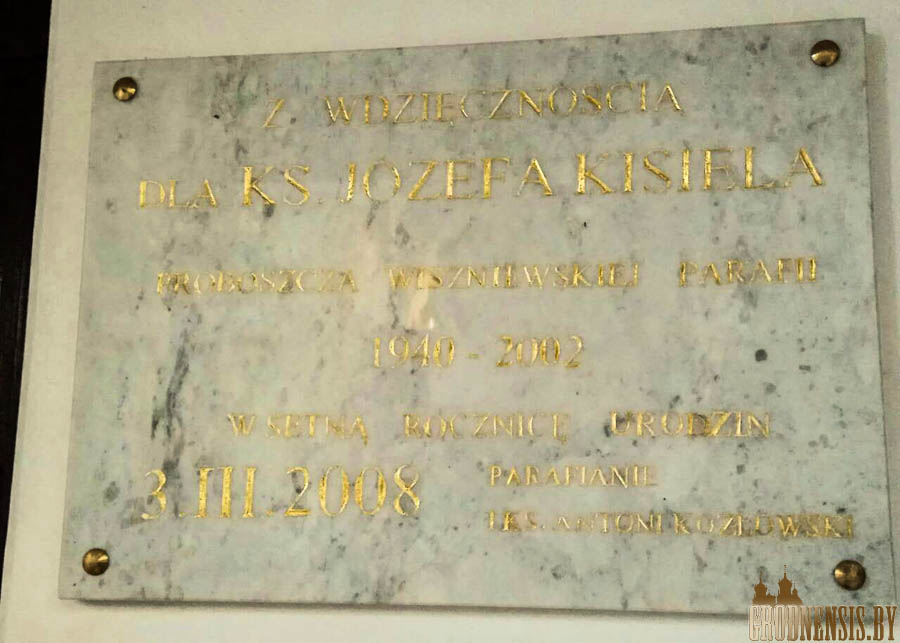 Z WDZIĘCZNOŚCIĄ
DLA KS. JÓZEFA KISIELA
PROBOSZCZA WISZNIEWSKIEJ PARAFII
1940 - 2002
W SETNĄ ROCZNICĘ URODZIN
3.III.2008
PARAFIANIE
I KS. ANTONI KOZŁOWSKI
GRODNENSIS.BY